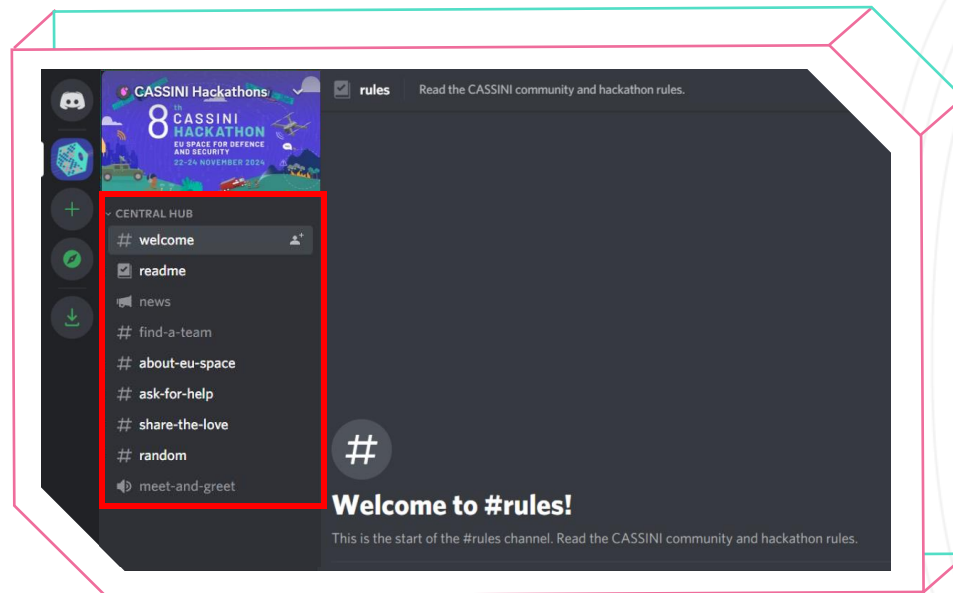 CASSINI Hackathons
8th CASSINI
HACKATHON
EU SPACE FOR DEFENCE
AND SECURITY
22-24 NOVEMBER 2024
CENTRAL HUB
# welcome
readme
news
# find-a-team
# about-eu-space
# ask-for-help
# share-the-love
# random
meet-and-greet
rules
Read the CASSINI community and hackathon rules.
#
Welcome to #rules!
This is the start of the #rules channel. Read the CASSINI community and hackathon rules.